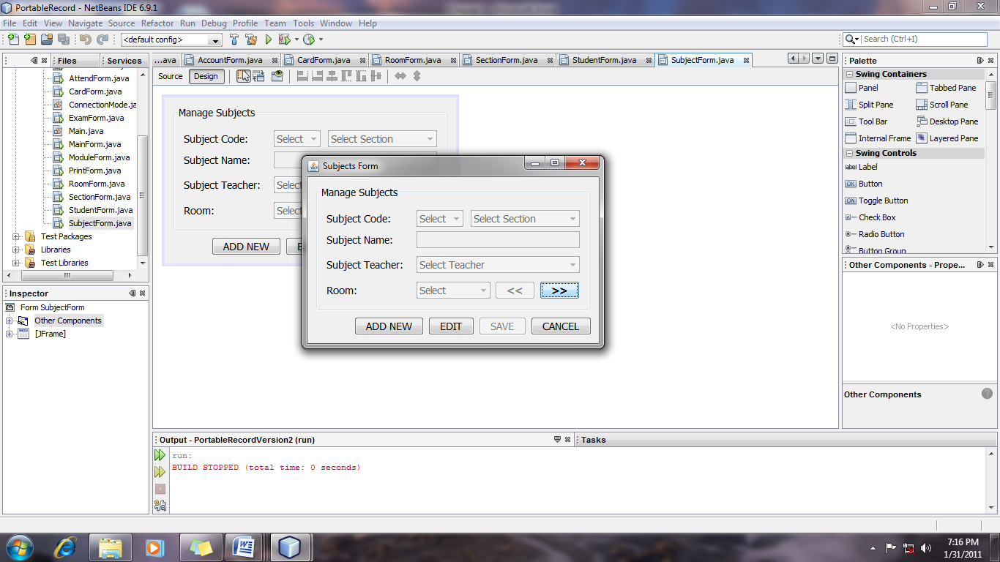 PortableRecord - NetBeans IDE 6.9.1
File Edit View Navigate Source Refactor Run Debug Profile Team Tools Window Help
<default config>
Search (Ctrl+I)
Files
Services
AttendForm.java
CardForm.java
ConnectionMode.ja
ExamForm.java
Main.java
MainForm.java
ModuleForm.java
PrintForm.java
RoomForm.java
SectionForm.java
StudentForm.java
SubjectForm.java
Test Packages
Libraries
Test Libraries
Inspector
Form SubjectForm
Other Components
[JFrame]
...ava AccountForm.java CardForm.java RoomForm.java SectionForm.java StudentForm.java SubjectForm.java
Source Design
Manage Subjects
Subject Code: Select Select Section
Subject Name:
Subject Teacher: Selec
Room: Selec
ADD NEW E
Subjects Form
Manage Subjects
Subject Code: Select Select Section
Subject Name:
Subject Teacher: Select Teacher
Room: Select << >>
ADD NEW EDIT SAVE CANCEL
Palette
Swing Containers
Panel Tabbed Pane
Split Pane Scroll Pane
Tool Bar Desktop Pane
Internal Frame Layered Pane
Swing Controls
Label Label
OK Button
ON Toggle Button
Check Box
Radio Button
Button Group
Other Components - Prope...
<No Properties>
Other Components
?
Output - PortableRecordVersion2 (run)
run:
BUILD STOPPED (total time: 0 seconds)
Tasks
7:16 PM
1/31/2011